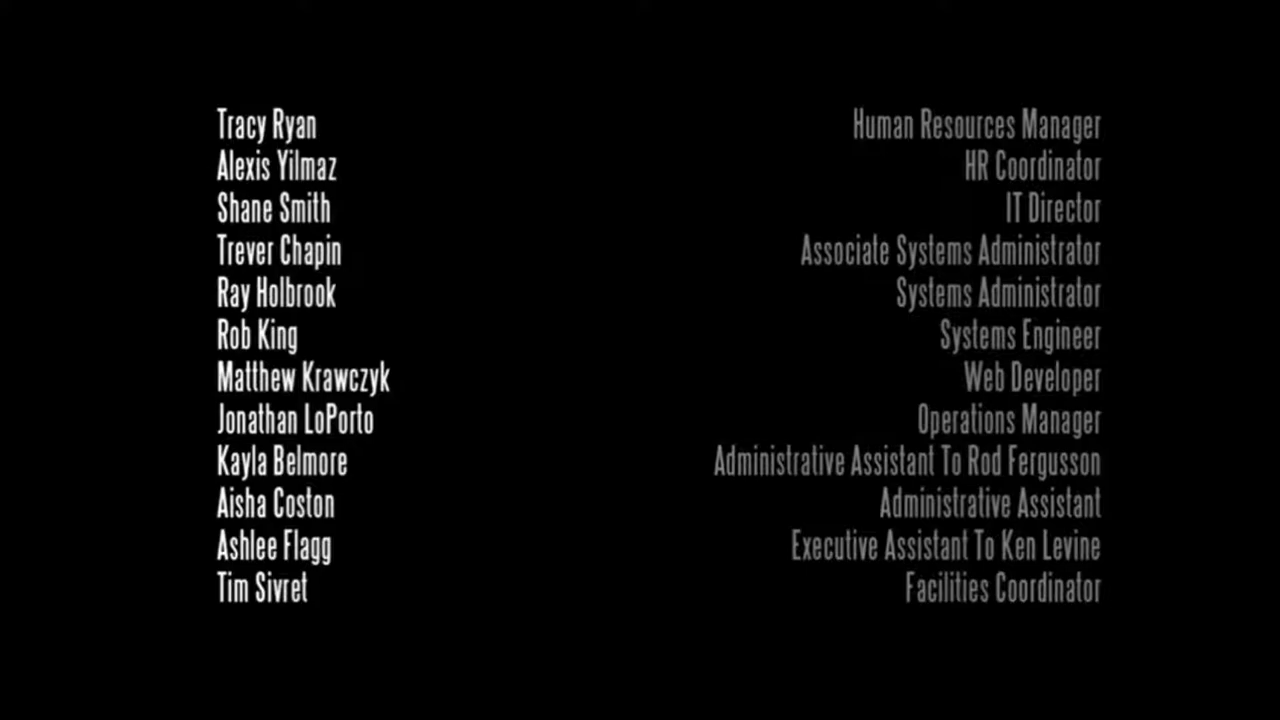 Tracy Ryan Human Resources Manager
Alexis Yilmaz HR Coordinator
Shane Smith IT Director
Trever Chapin Associate Systems Administrator
Ray Holbrook Systems Administrator
Rob King Systems Engineer
Matthew Krawczyk Web Developer
Jonathan LoPorto Operations Manager
Kayla Belmore Administrative Assistant To Rod Fergusson
Aisha Coston Administrative Assistant
Ashlee Flagg Executive Assistant To Ken Levine
Tim Sivret Facilities Coordinator